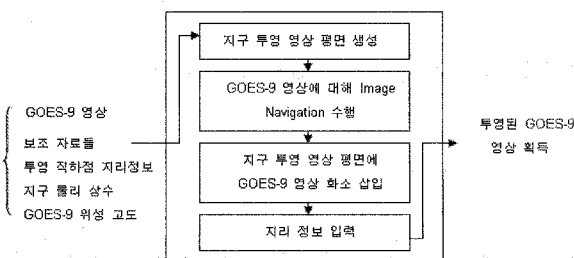 지구 투영 영상 평면 생성
GOES-9 영상에 대해 Image
Navigation 수행
지구 투영 영상 평면에
GOES-9 영상 화소 삽입
지리 정보 입력
GOES-9 영상
보조 자료들
투영 직하점 지리정보
지구 물리 상수
GOES-9 위성 고도
투영된 GOES-9
영상 획득